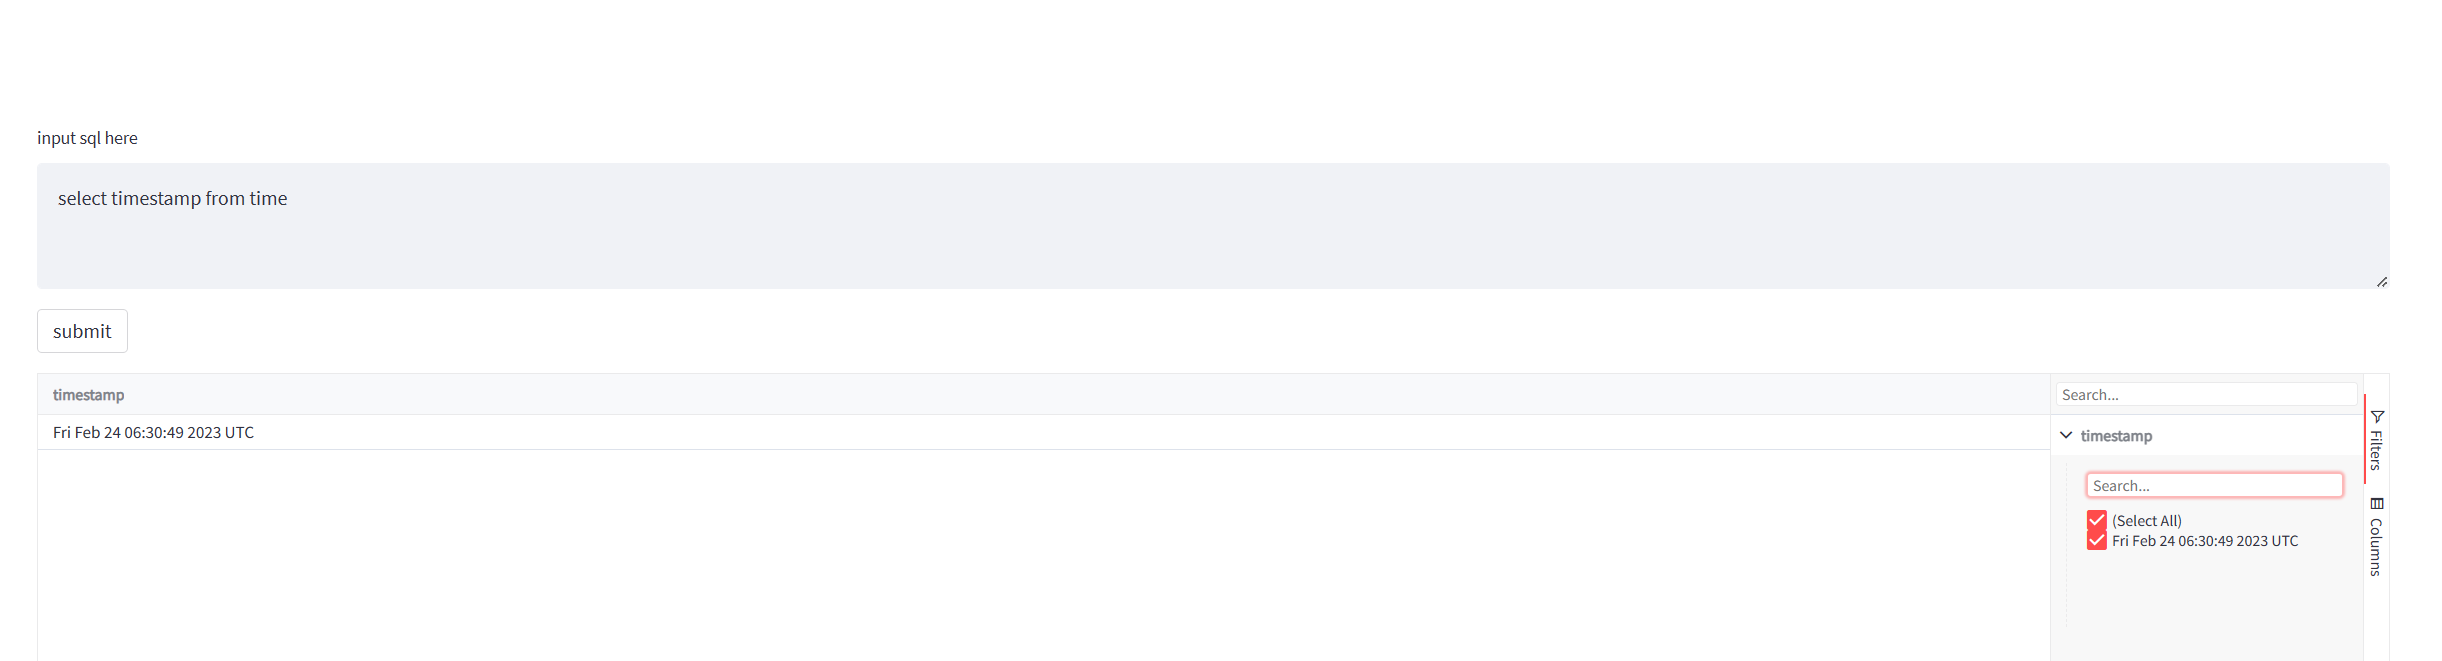 input sql here
select timestamp from time
submit
timestamp
Fri Feb 24 06:30:49 2023 UTC
Search...
timestamp
Search...
(Select All)
Fri Feb 24 06:30:49 2023 UTC
Filters
Columns